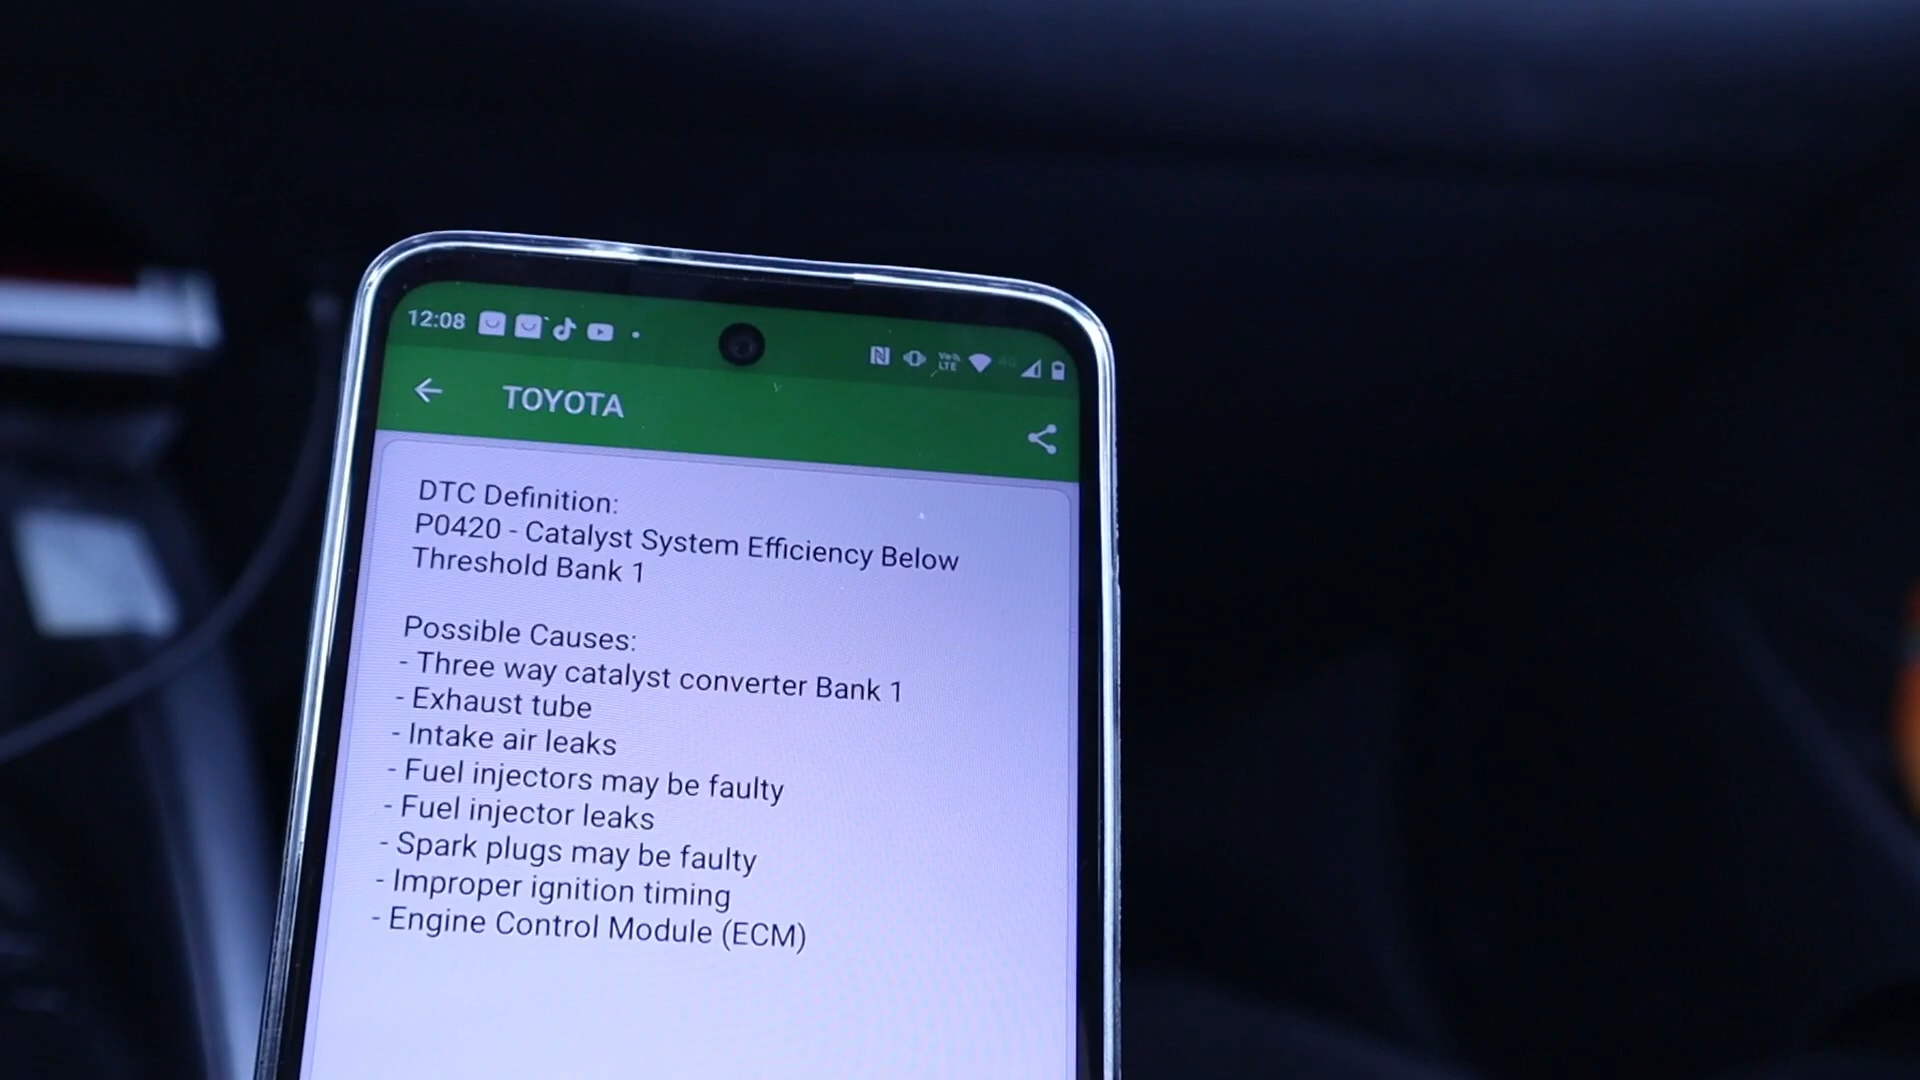 12:08
VoLTE
TOYOTA
DTC Definition:
P0420 - Catalyst System Efficiency Below
Threshold Bank 1
Possible Causes:
- Three way catalyst converter Bank 1
- Exhaust tube
- Intake air leaks
- Fuel injectors may be faulty
- Fuel injector leaks
- Spark plugs may be faulty
- Improper ignition timing
- Engine Control Module (ECM)